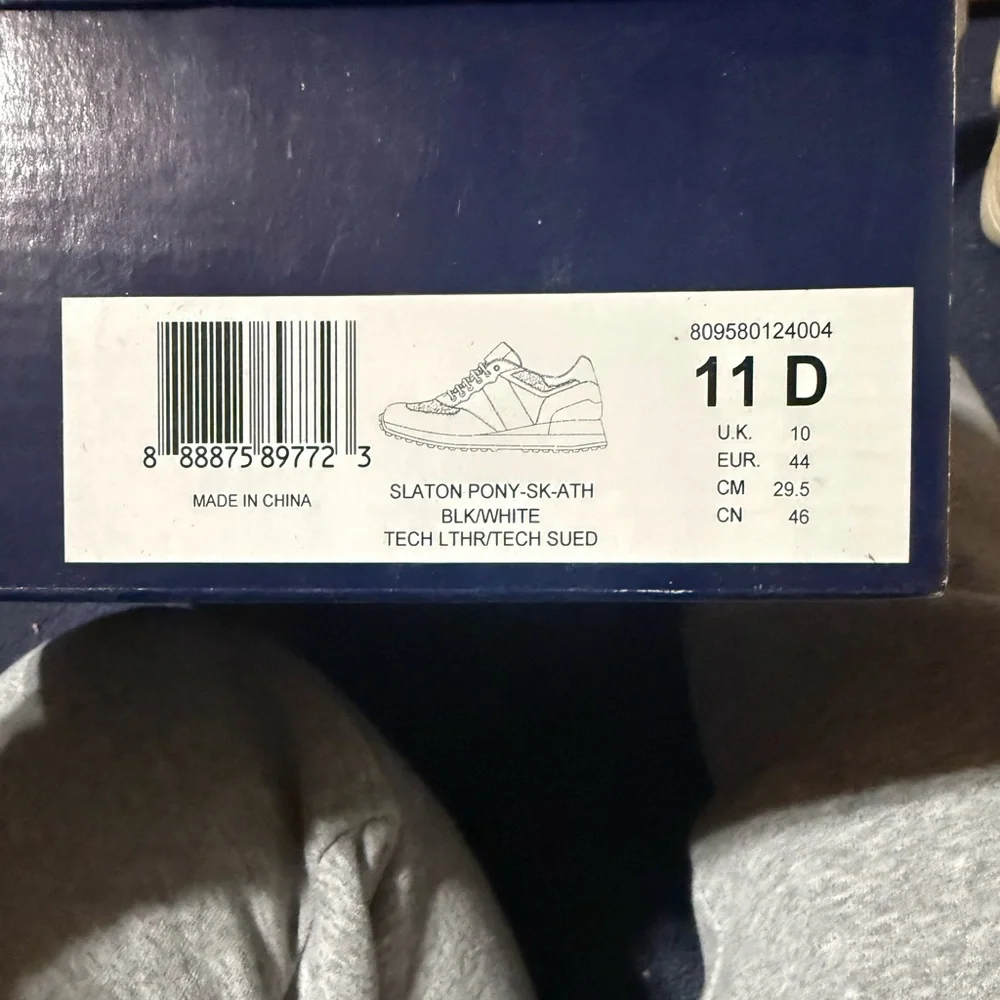 8 88875 89772 3
MADE IN CHINA
SLATON PONY-SK-ATH
BLK/WHITE
TECH LTHR/TECH SUED
809580124004
11 D
U.K. 10
EUR. 44
CM 29.5
CN 46